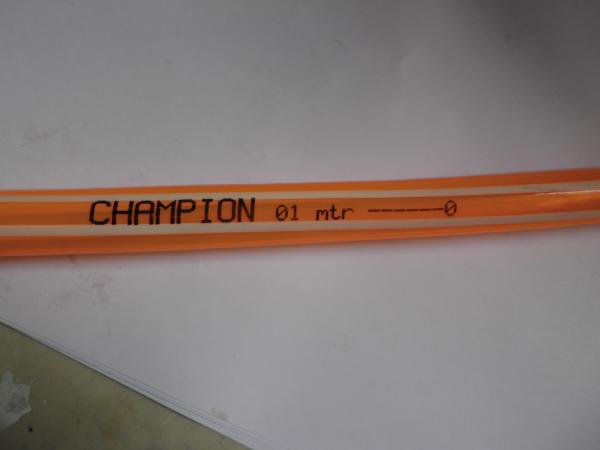 CHAMPION 01 mtr ------0